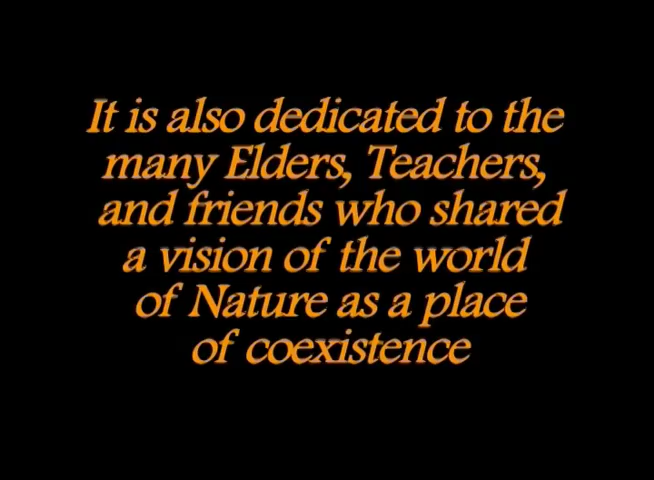 It is also dedicated to the
many Elders, Teachers,
and friends who shared
a vision of the world
of Nature as a place
of coexistence